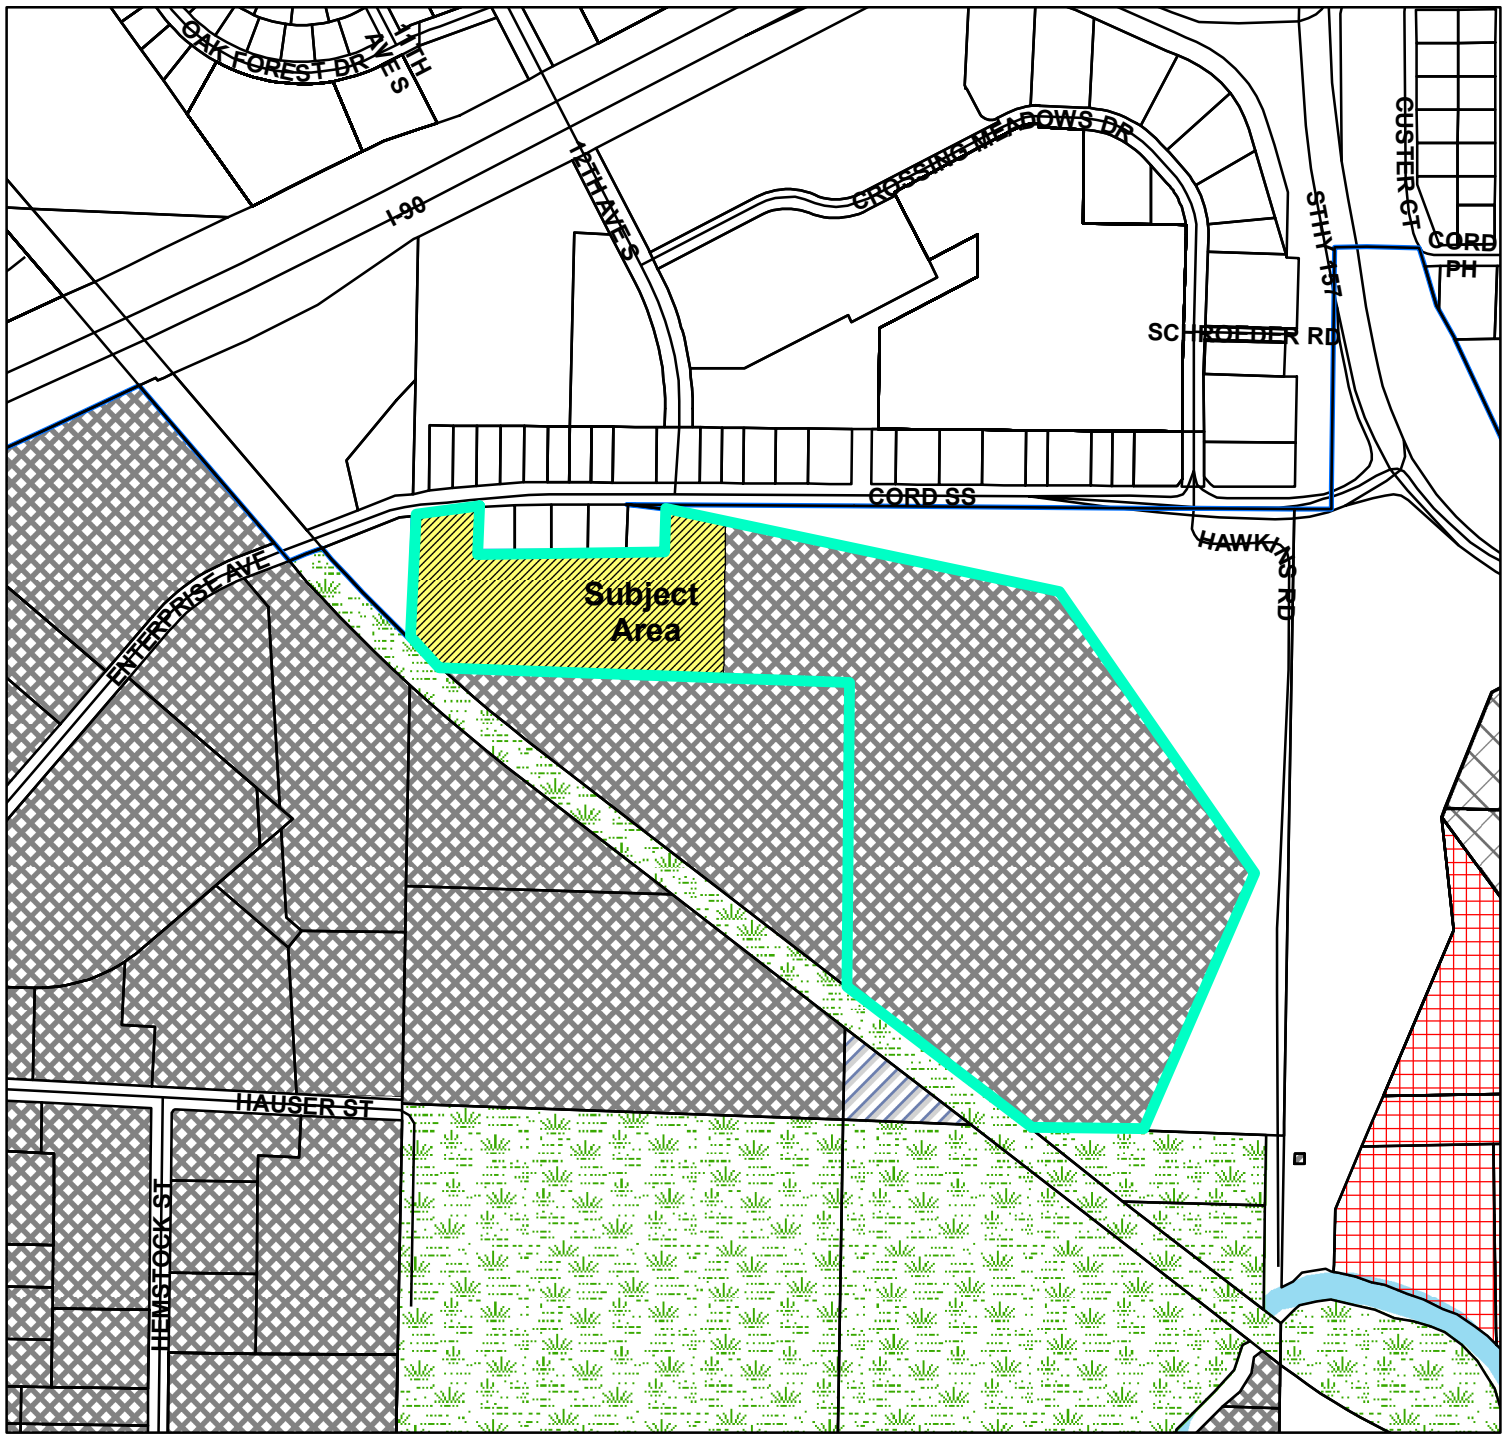 OAK FOREST DR
11TH
AVE S
I-90
12TH AVE S
CROSSING MEADOWS DR
STHY 157
CUSTER CT
CORD
PH
SCHROEDER RD
CORD SS
HAWKINS RD
ENTERPRISE AVE
Subject
Area
HAUSER ST
HEMSTOCK ST